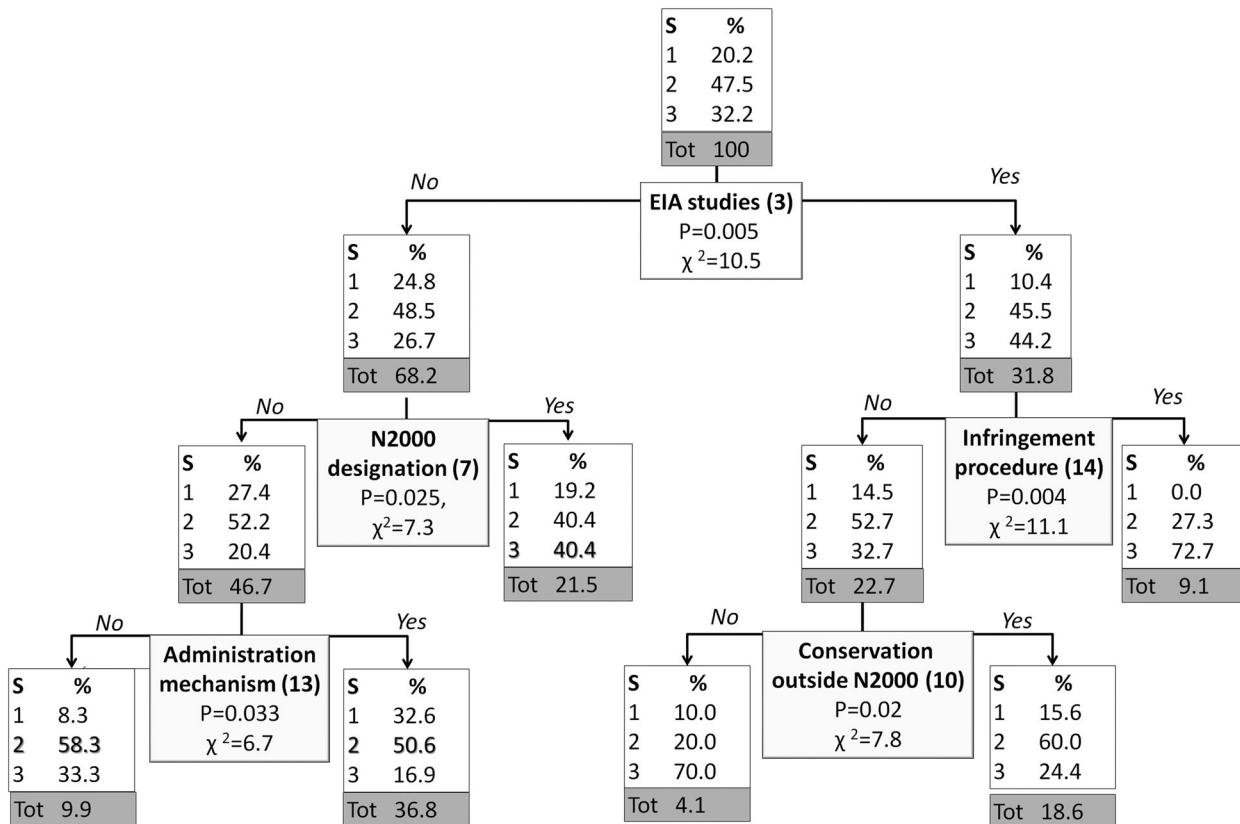 S %
1 20.2
2 47.5
3 32.2
Tot 100
No
Yes
EIA studies (3)
P=0.005
χ ²=10.5
S %
1 24.8
2 48.5
3 26.7
Tot 68.2
S %
1 10.4
2 45.5
3 44.2
Tot 31.8
No
Yes
N2000
designation (7)
P=0.025,
χ²=7.3
No
Yes
Infringement
procedure (14)
P=0.004
χ ²=11.1
S %
1 27.4
2 52.2
3 20.4
Tot 46.7
S %
1 19.2
2 40.4
3 40.4
Tot 21.5
S %
1 14.5
2 52.7
3 32.7
Tot 22.7
S %
1 0.0
2 27.3
3 72.7
Tot 9.1
No
Yes
Administration
mechanism (13)
P=0.033
χ ²=6.7
No
Yes
Conservation
outside N2000 (10)
P=0.02
χ ²=7.8
S %
1 8.3
2 58.3
3 33.3
Tot 9.9
S %
1 32.6
2 50.6
3 16.9
Tot 36.8
S %
1 10.0
2 20.0
3 70.0
Tot 4.1
S %
1 15.6
2 60.0
3 24.4
Tot 18.6